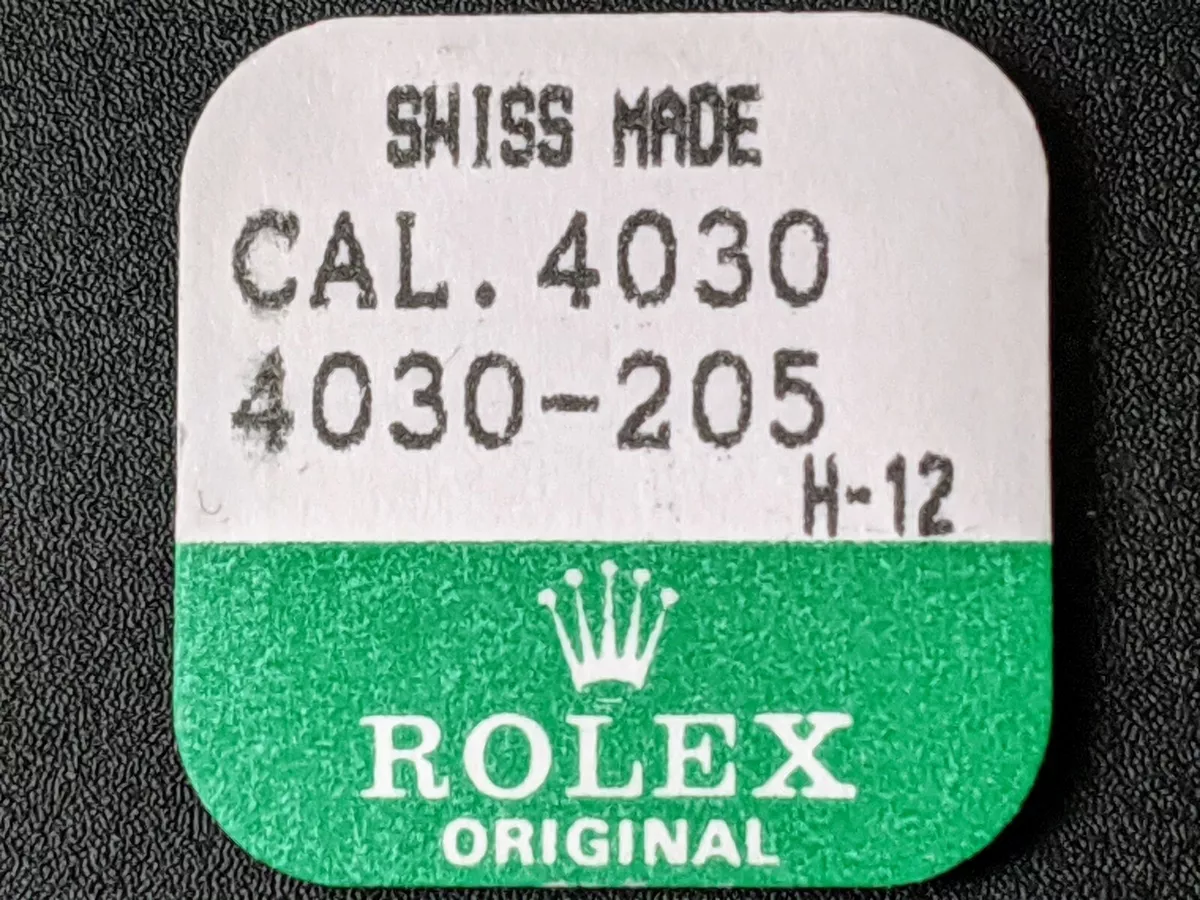 SWISS MADE
CAL. 4030
4030-205
H-12
ROLEX
ORIGINAL